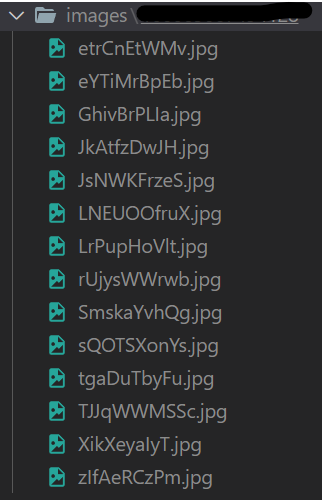 images\
etrCnEtWMv.jpg
eYTiMrBpEb.jpg
GhivBrPLIa.jpg
JkAtfzDwJH.jpg
JsNWKFrzeS.jpg
LNEUOOfruX.jpg
LrPupHoVlt.jpg
rUjysWWrwb.jpg
SmskaYvhQg.jpg
sQOTSXonYs.jpg
tgaDuTbyFu.jpg
TJJqWWMSSc.jpg
XikXeyaIyT.jpg
zIfAeRCzPm.jpg